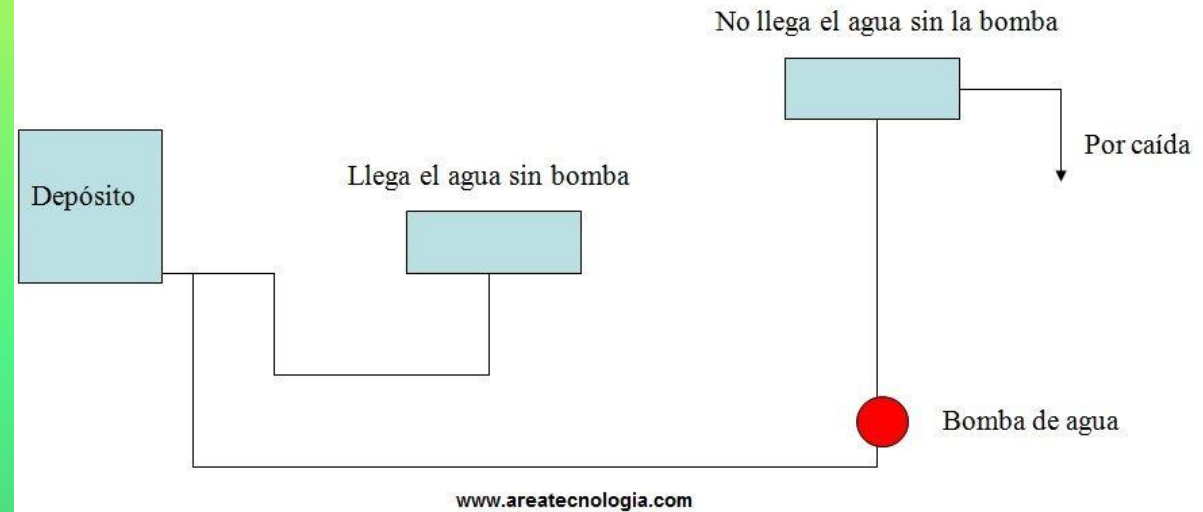 No llega el agua sin la bomba
Por caída
Llega el agua sin bomba
Depósito
Bomba de agua
www.areatecnologia.com